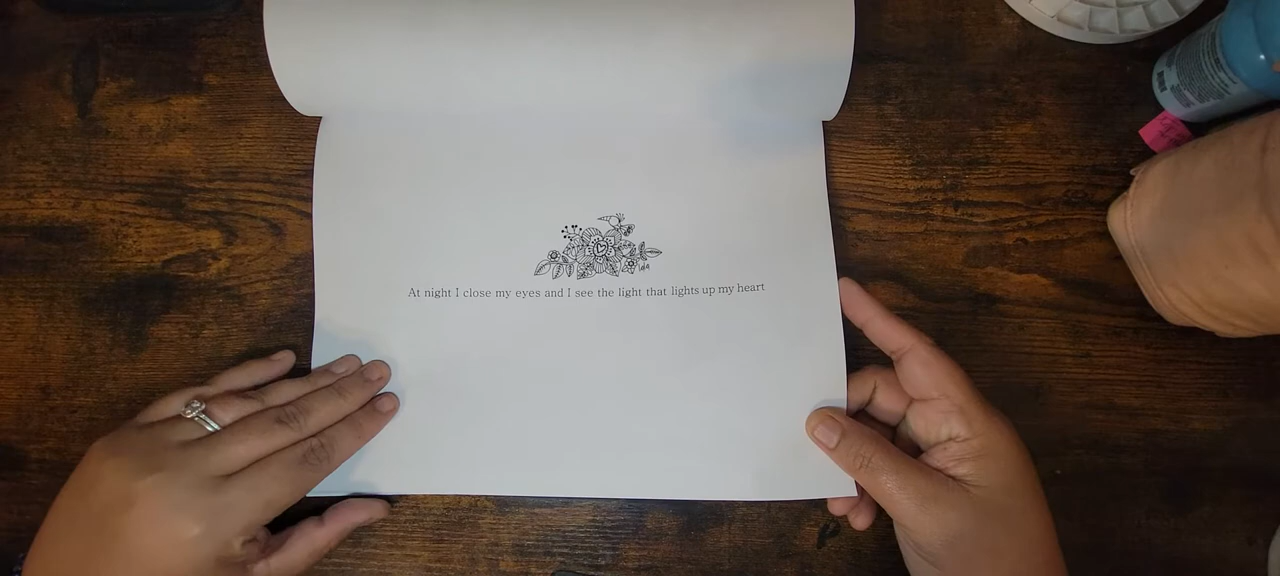 At night I close my eyes and I see the light that lights up my heart